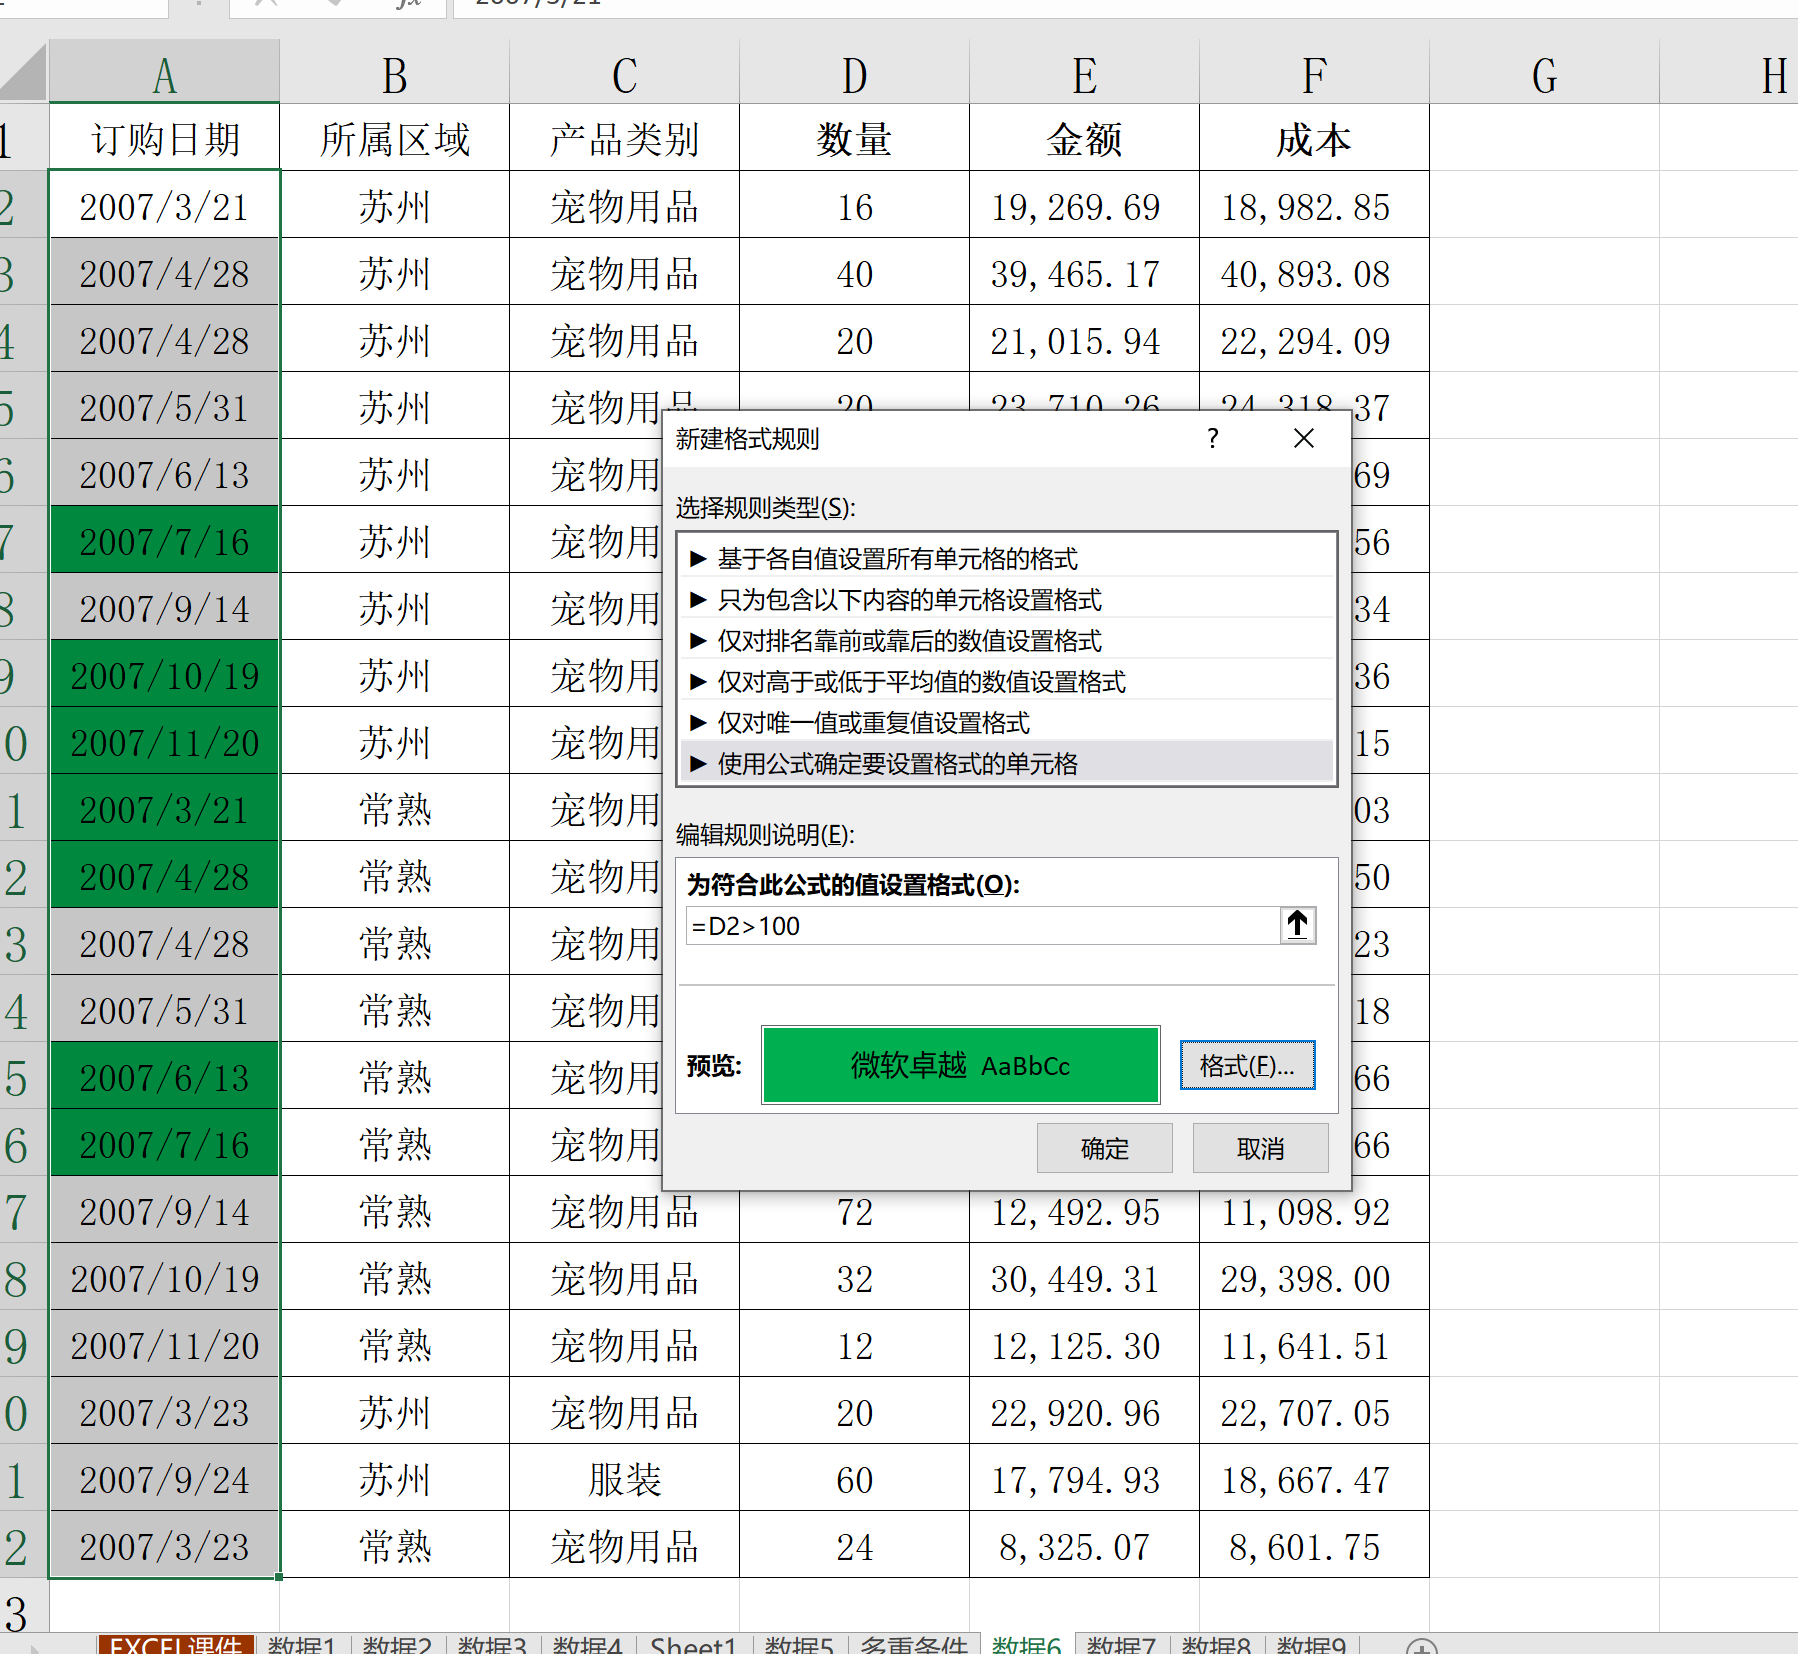 A B C D E F G H
1 订购日期 所属区域 产品类别 数量 金额 成本
2 2007/3/21 苏州 宠物用品 16 19,269.69 18,982.85
3 2007/4/28 苏州 宠物用品 40 39,465.17 40,893.08
4 2007/4/28 苏州 宠物用品 20 21,015.94 22,294.09
5 2007/5/31 苏州 宠物用品 20 23,710.26 24,318.37
6 2007/6/13 苏州 宠物用 69
7 2007/7/16 苏州 宠物用 56
8 2007/9/14 苏州 宠物用 34
9 2007/10/19 苏州 宠物用 36
0 2007/11/20 苏州 宠物用 15
1 2007/3/21 常熟 宠物用 03
2 2007/4/28 常熟 宠物用 50
3 2007/4/28 常熟 宠物用 23
4 2007/5/31 常熟 宠物用 18
5 2007/6/13 常熟 宠物用 66
6 2007/7/16 常熟 宠物用 66
7 2007/9/14 常熟 宠物用品 72 12,492.95 11,098.92
8 2007/10/19 常熟 宠物用品 32 30,449.31 29,398.00
9 2007/11/20 常熟 宠物用品 12 12,125.30 11,641.51
0 2007/3/23 苏州 宠物用品 20 22,920.96 22,707.05
1 2007/9/24 苏州 服装 60 17,794.93 18,667.47
2 2007/3/23 常熟 宠物用品 24 8,325.07 8,601.75
3
新建格式规则 ?
选择规则类型(S):
► 基于各自值设置所有单元格的格式
► 只为包含以下内容的单元格设置格式
► 仅对排名靠前或靠后的数值设置格式
► 仅对高于或低于平均值的数值设置格式
► 仅对唯一值或重复值设置格式
► 使用公式确定要设置格式的单元格
编辑规则说明(E):
为符合此公式的值设置格式(O):
=D2>100
预览: 微软卓越 AaBbCc 格式(F)...
确定 取消
EXCEL课件 数据1 数据2 数据3 数据4 Sheet1 数据5 多重条件 数据6 数据7 数据8 数据9